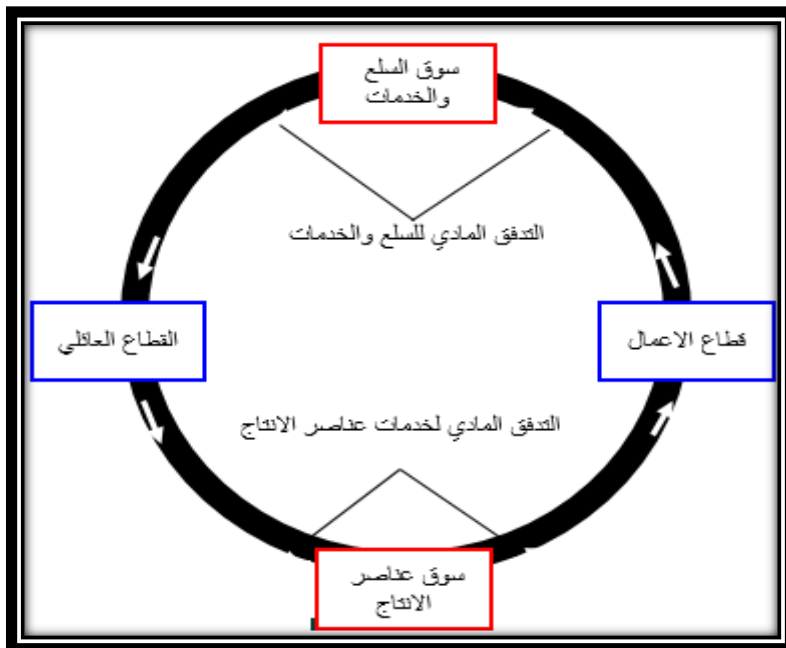 سوق السلع
والخدمات
التدفق المادي للسلع والخدمات
قطاع الاعمال
القطاع العائلي
التدفق المادي لخدمات عناصر الانتاج
سوق عناصر
الانتاج